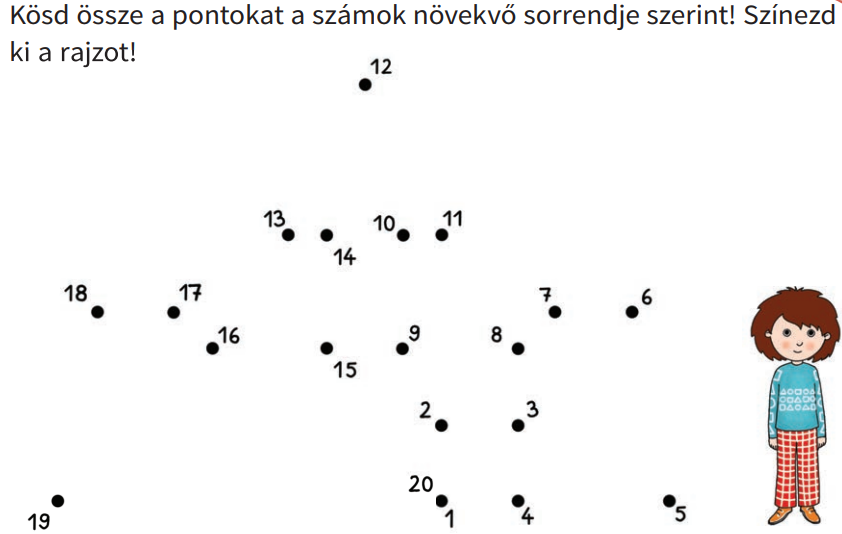 Kösd össze a pontokat a számok növekvő sorrendje szerint! Színezd
ki a rajzot!
12
13 10 11
14
18 17 7 6
16 9 8
15
2 3
20
19 1 4 5